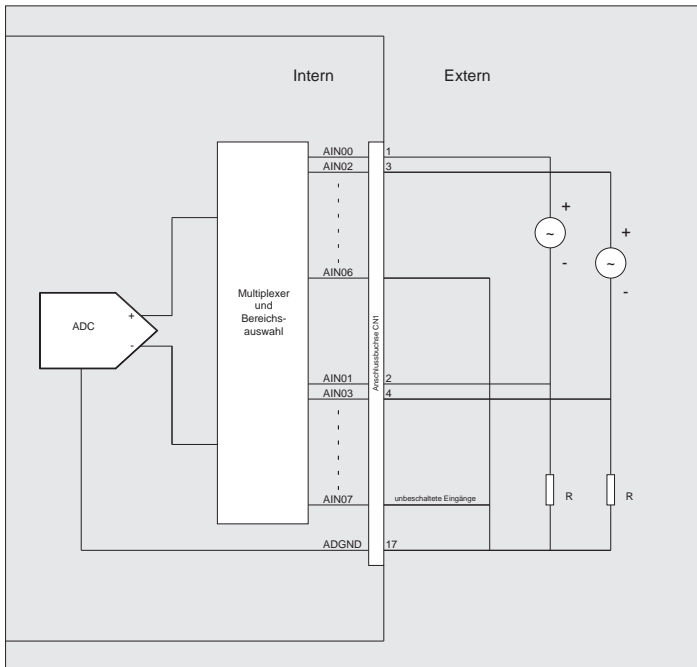 Intern
Extern
AIN00
1
AIN02
3
+
+
~
~
-
-
AIN06
Multiplexer
und
Bereichs-
auswahl
ADC
+
-
Anschlussbuchse CN1
AIN01
2
AIN03
4
AIN07
unbeschaltete Eingänge
R
R
ADGND
17